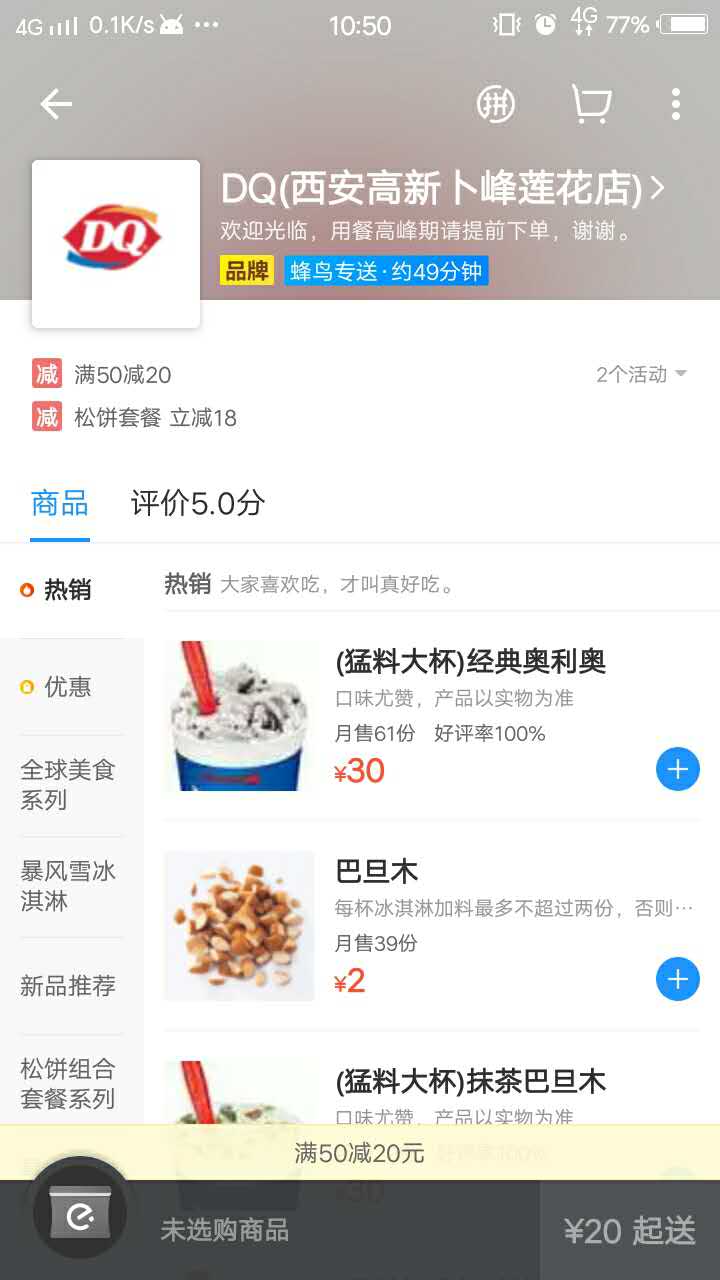 4G 0.1K/s ··· 10:50 4G 77%
拼
DQ
DQ(西安高新卜峰莲花店)
欢迎光临，用餐高峰期请提前下单，谢谢。
品牌 蜂鸟专送·约49分钟
减 满50减20 2个活动
减 松饼套餐 立减18
商品 评价5.0分
热销
优惠
全球美食
系列
暴风雪冰
淇淋
新品推荐
松饼组合
套餐系列
热销 大家喜欢吃，才叫真好吃。
(猛料大杯)经典奥利奥
口味尤赞，产品以实物为准
月售61份 好评率100%
¥30
巴旦木
每杯冰淇淋加料最多不超过两份，否则···
月售39份
¥2
(猛料大杯)抹茶巴旦木
口味尤赞，产品以实物为准
满50减20元
好评率100%
¥30
未选购商品
¥20 起送